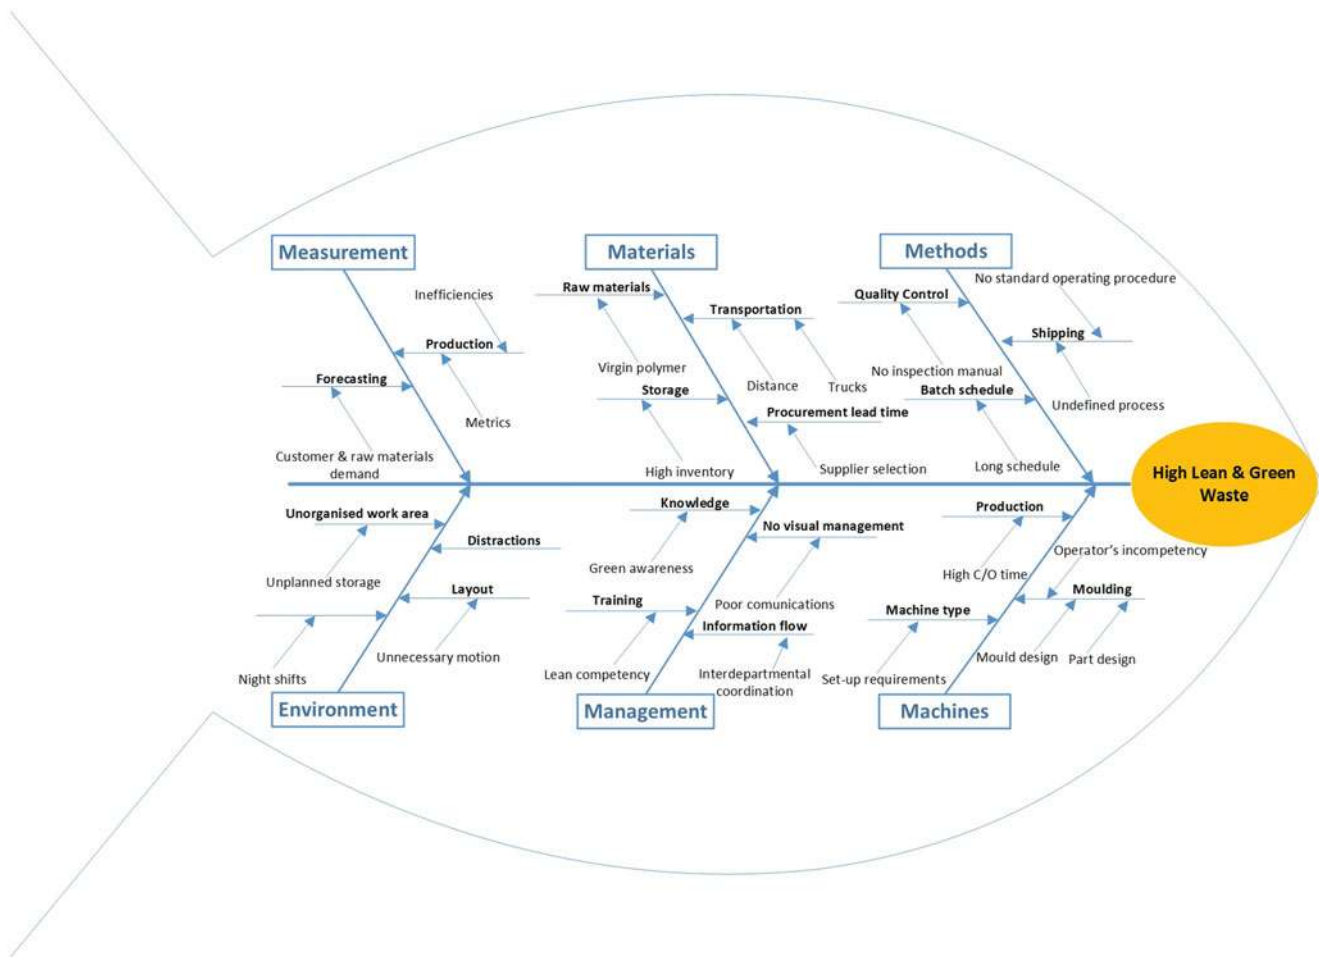 Measurement
Materials
Methods
No standard operating procedure
Raw materials
Inefficiencies
Quality Control
Transportation
Production
Shipping
Virgin polymer
No inspection manual
Forecasting
Distance
Trucks
Storage
Batch schedule
Undefined process
Metrics
Procurement lead time
Customer & raw materials
demand
High inventory
Supplier selection
Long schedule
High Lean & Green
Waste
Unorganised work area
Knowledge
No visual management
Production
Distractions
Operator's incompetency
Unplanned storage
Green awareness
High C/O time
Layout
Training
Poor comunications
Moulding
Machine type
Information flow
Unnecessary motion
Mould design
Part design
Night shifts
Lean competency
Interdepartmental
coordination
Set-up requirements
Environment
Management
Machines